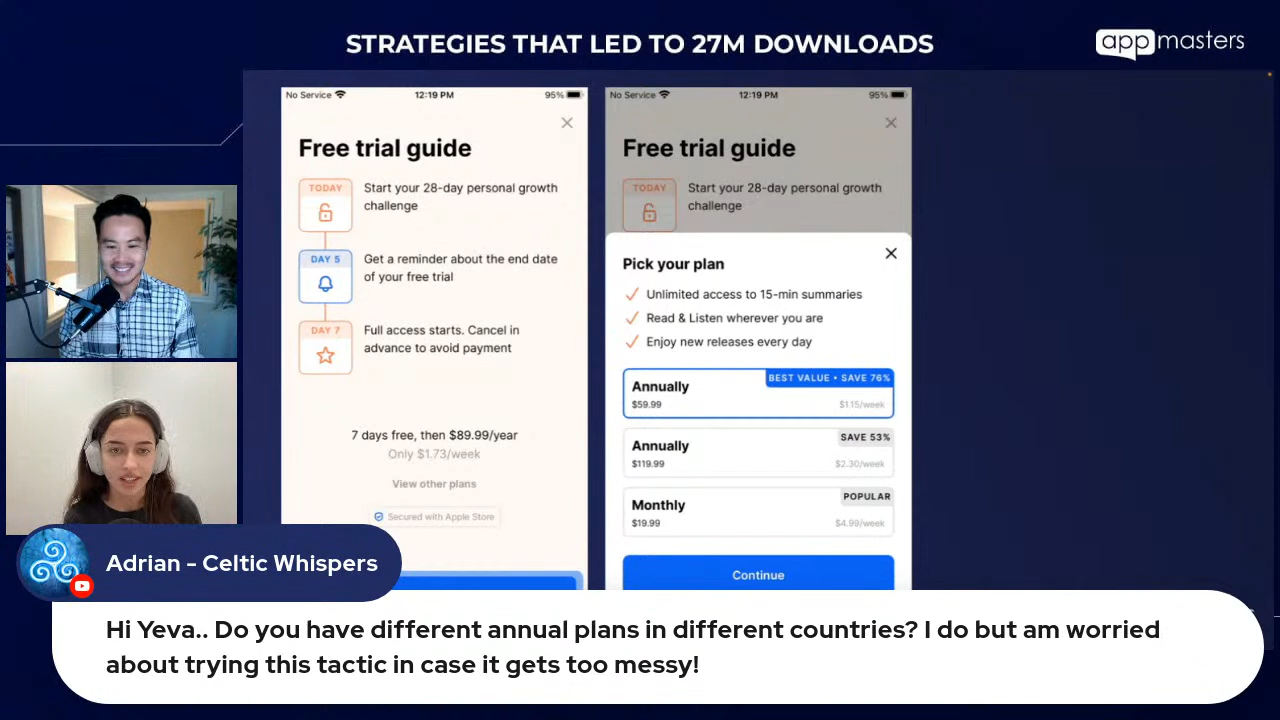 STRATEGIES THAT LED TO 27M DOWNLOADS
appmasters
No Service
12:19 PM
95%
Free trial guide
TODAY
Start your 28-day personal growth
challenge
DAY 5
Get a reminder about the end date
of your free trial
DAY 7
Full access starts. Cancel in
advance to avoid payment
7 days free, then $89.99/year
Only $1.73/week
View other plans
Secured with Apple Store
No Service
12:19 PM
95%
Free trial guide
TODAY
Start your 28-day personal growth
challenge
Pick your plan
Unlimited access to 15-min summaries
Read & Listen wherever you are
Enjoy new releases every day
BEST VALUE • SAVE 76%
Annually
$59.99
$1.15/week
SAVE 53%
Annually
$119.99
$2.30/week
POPULAR
Monthly
$19.99
$4.99/week
Continue
Adrian - Celtic Whispers
Hi Yeva.. Do you have different annual plans in different countries? I do but am worried
about trying this tactic in case it gets too messy!